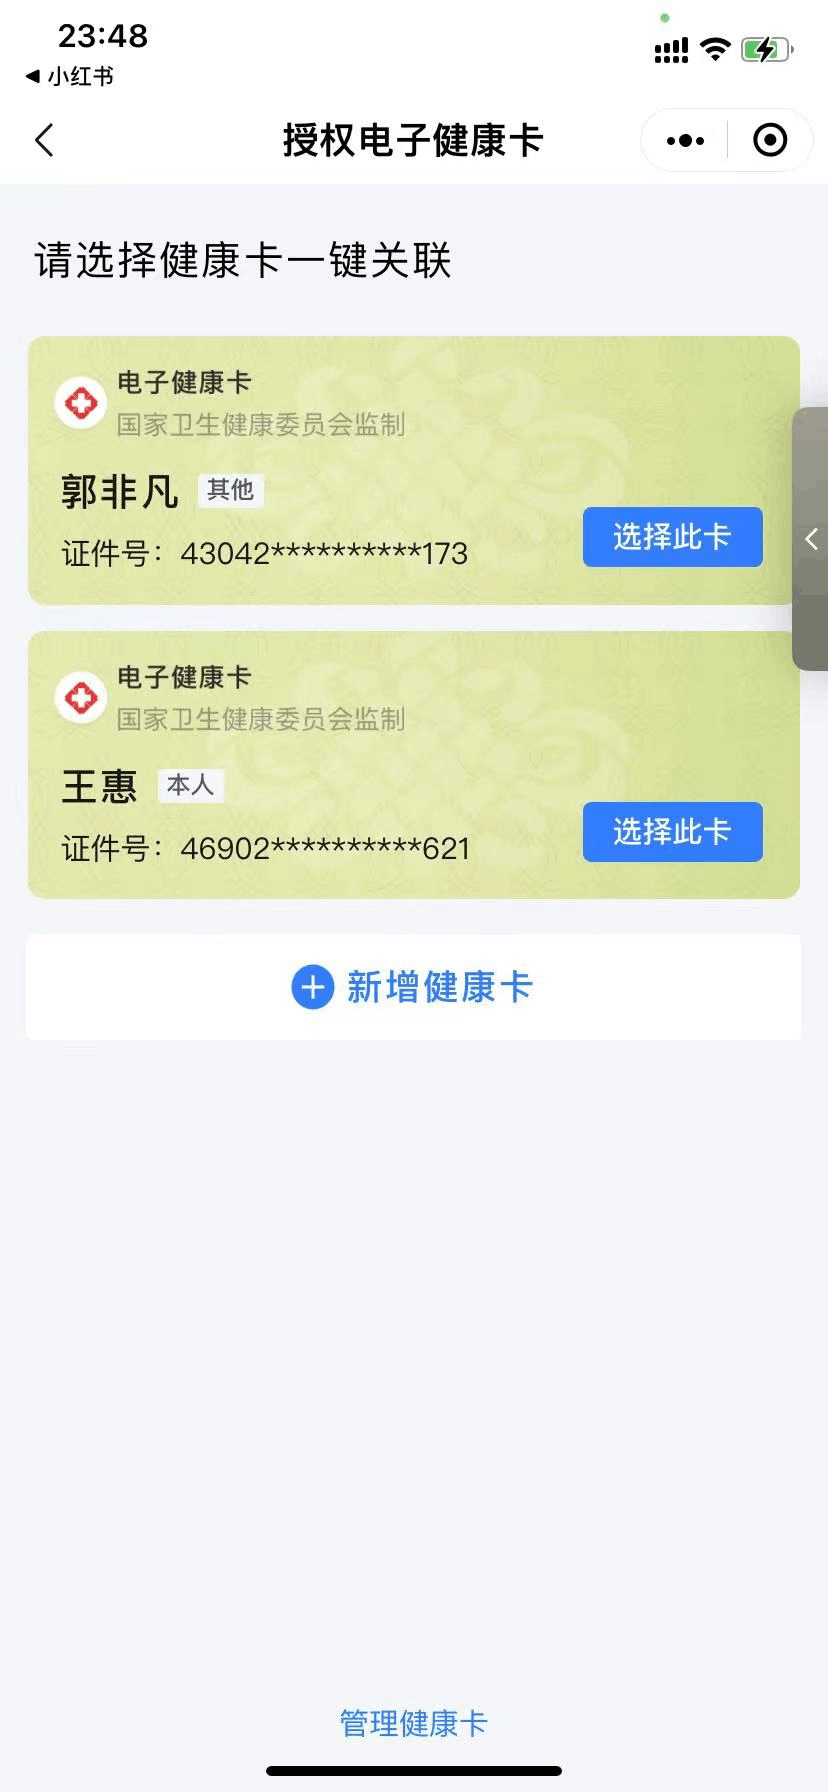 23:48
◀ 小红书
授权电子健康卡
请选择健康卡一键关联
电子健康卡
国家卫生健康委员会监制
郭非凡 其他
证件号：43042**********173
选择此卡
电子健康卡
国家卫生健康委员会监制
王惠 本人
证件号：46902**********621
选择此卡
新增健康卡
管理健康卡